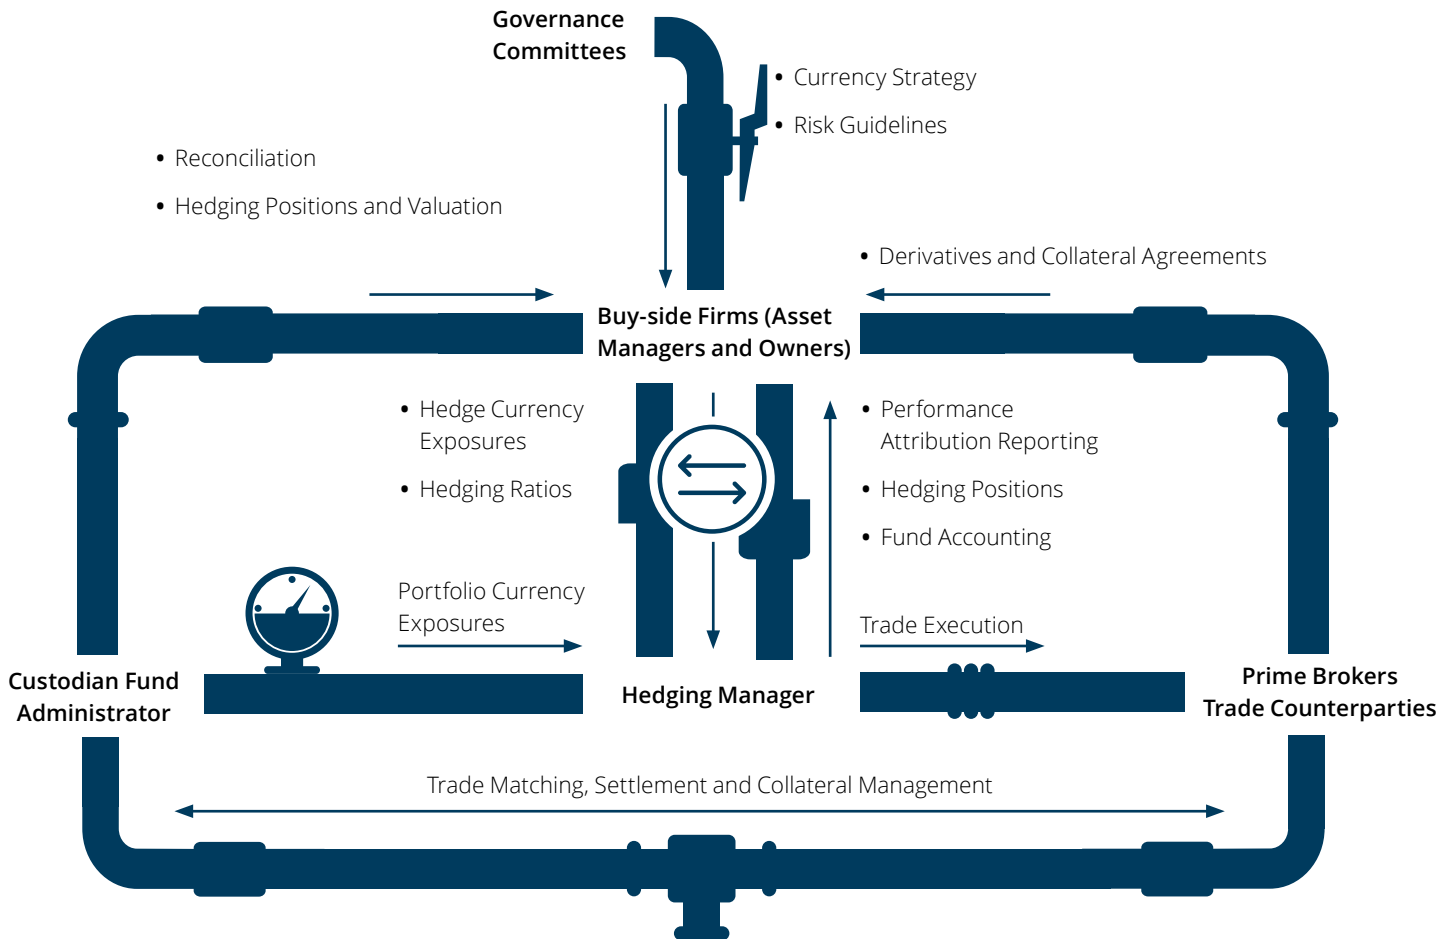 Governance
Committees
• Currency Strategy
• Risk Guidelines
• Reconciliation
• Hedging Positions and Valuation
• Derivatives and Collateral Agreements
Buy-side Firms (Asset
Managers and Owners)
• Hedge Currency
Exposures
• Hedging Ratios
• Performance
Attribution Reporting
• Hedging Positions
• Fund Accounting
Portfolio Currency
Exposures
Trade Execution
Custodian Fund
Administrator
Hedging Manager
Prime Brokers
Trade Counterparties
Trade Matching, Settlement and Collateral Management